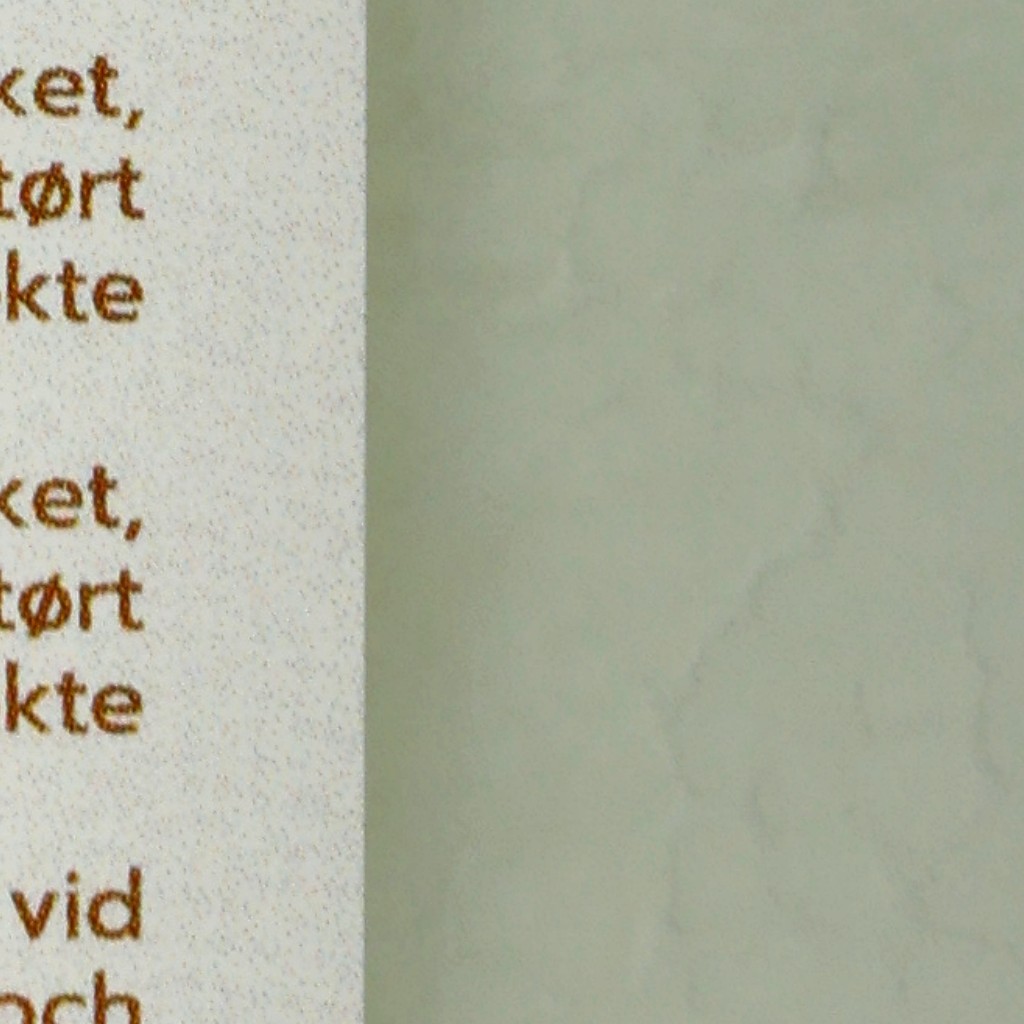 ket,
tørt
kte
ket,
tørt
kte
vid
och